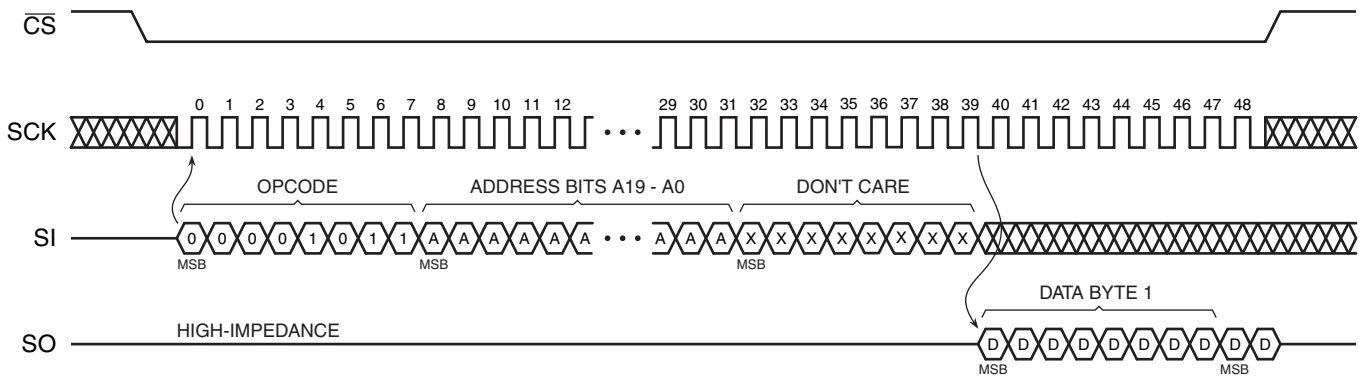 CS
0 1 2 3 4 5 6 7 8 9 10 11 12 29 30 31 32 33 34 35 36 37 38 39 40 41 42 43 44 45 46 47 48
SCK • • •
OPCODE ADDRESS BITS A19 - A0 DON'T CARE
SI 0 0 0 0 1 0 1 1 A A A A A A • • • A A A X X X X X X X X
MSB MSB MSB
DATA BYTE 1
HIGH-IMPEDANCE
SO D D D D D D D D D D
MSB MSB